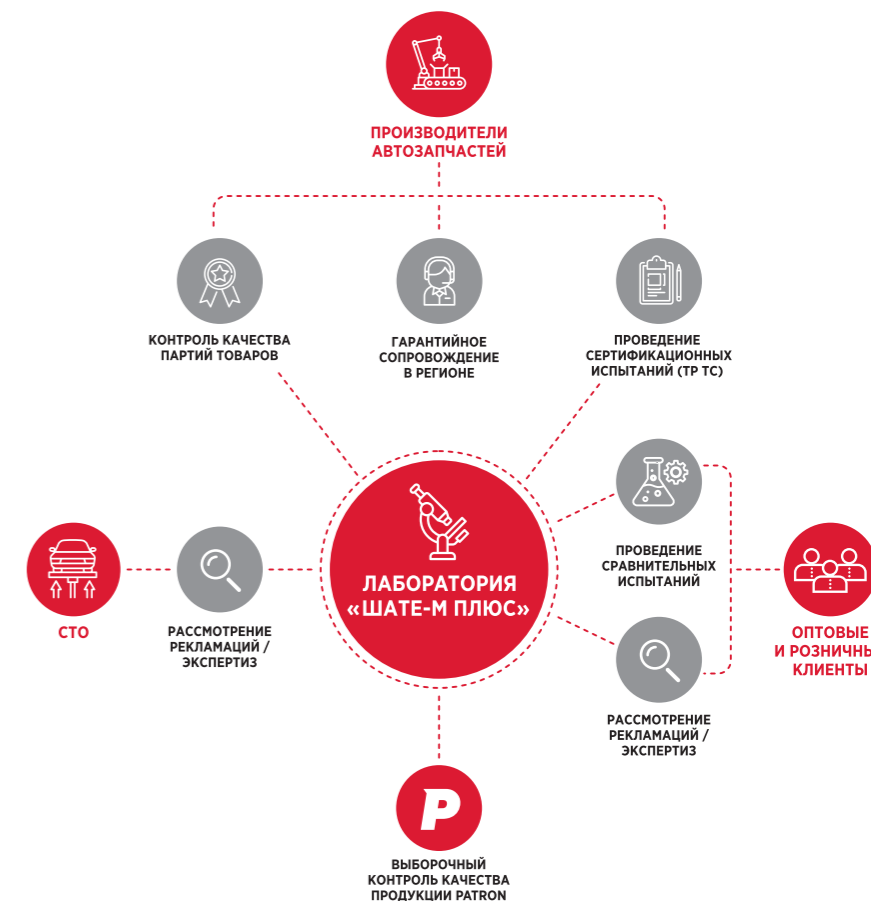 ПРОИЗВОДИТЕЛИ
АВТОЗАПЧАСТЕЙ
КОНТРОЛЬ КАЧЕСТВА
ПАРТИЙ ТОВАРОВ
ГАРАНТИЙНОЕ
СОПРОВОЖДЕНИЕ
В РЕГИОНЕ
ПРОВЕДЕНИЕ
СЕРТИФИКАЦИОННЫХ
ИСПЫТАНИЙ (ТР ТС)
ЛАБОРАТОРИЯ
«ШАТЕ-М ПЛЮС»
СТО
РАССМОТРЕНИЕ
РЕКЛАМАЦИЙ /
ЭКСПЕРТИЗ
ПРОВЕДЕНИЕ
СРАВНИТЕЛЬНЫХ
ИСПЫТАНИЙ
ОПТОВЫЕ
И РОЗНИЧНЫ
КЛИЕНТЫ
РАССМОТРЕНИЕ
РЕКЛАМАЦИЙ /
ЭКСПЕРТИЗ
P
ВЫБОРОЧНЫЙ
КОНТРОЛЬ КАЧЕСТВА
ПРОДУКЦИИ PATRON